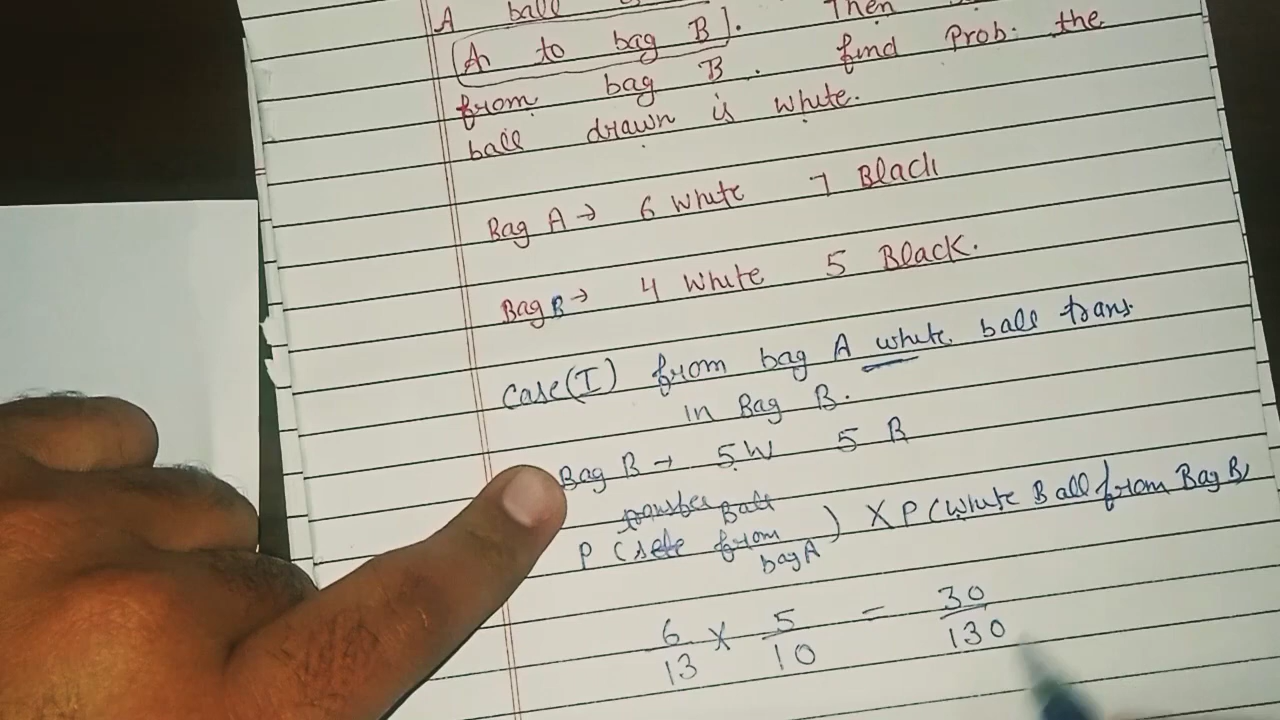 A ball
A to bag B]. Then
from bag B. find Prob. the
ball drawn is white.
Bag A → 6 White 7 Black
Bag B → 4 White 5 Black.
Case(I) from bag A white ball trans.
in Bag B.
Bag B → 5W 5 B
transfer Ball
P ( from bag A ) X P (White Ball from Bag B)
6/13 X 5/10 = 30/130